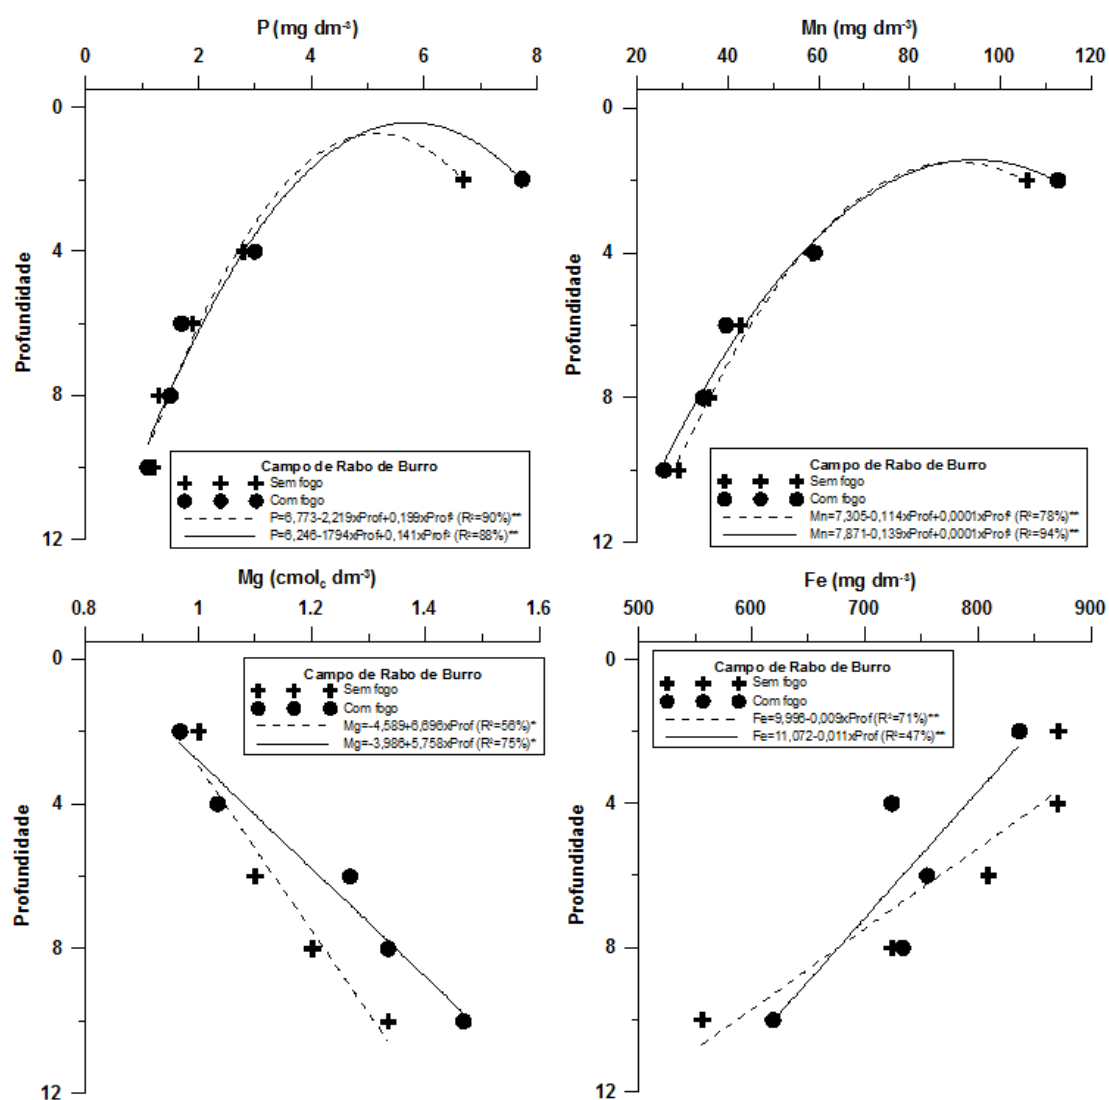 P (mg dm⁻³)
0 2 4 6 8
0
4
8
12
Profundidade
Campo de Rabo de Burro
Sem fogo
Com fogo
P=6,773-2,219xProf+0,199xProf² (R²=90%)**
P=6,246-1794xProf+0,141xProf² (R²=88%)**
Mn (mg dm⁻³)
20 40 60 80 100 120
0
4
8
12
Profundidade
Campo de Rabo de Burro
Sem fogo
Com fogo
Mn=7,305-0,114xProf+0,0001xProf² (R²=78%)**
Mn=7,871-0,139xProf+0,0001xProf² (R²=94%)**
Mg (cmol꜀ dm⁻³)
0.8 1 1.2 1.4 1.6
0
4
8
12
Profundidade
Campo de Rabo de Burro
Sem fogo
Com fogo
Mg=-4,589+6,696xProf (R²=56%)*
Mg=-3,986+5,758xProf (R²=75%)*
Fe (mg dm⁻³)
500 600 700 800 900
0
4
8
12
Profundidade
Campo de Rabo de Burro
Sem fogo
Com fogo
Fe=9,996-0,009xProf (R²=71%)**
Fe=11,072-0,011xProf (R²=47%)**